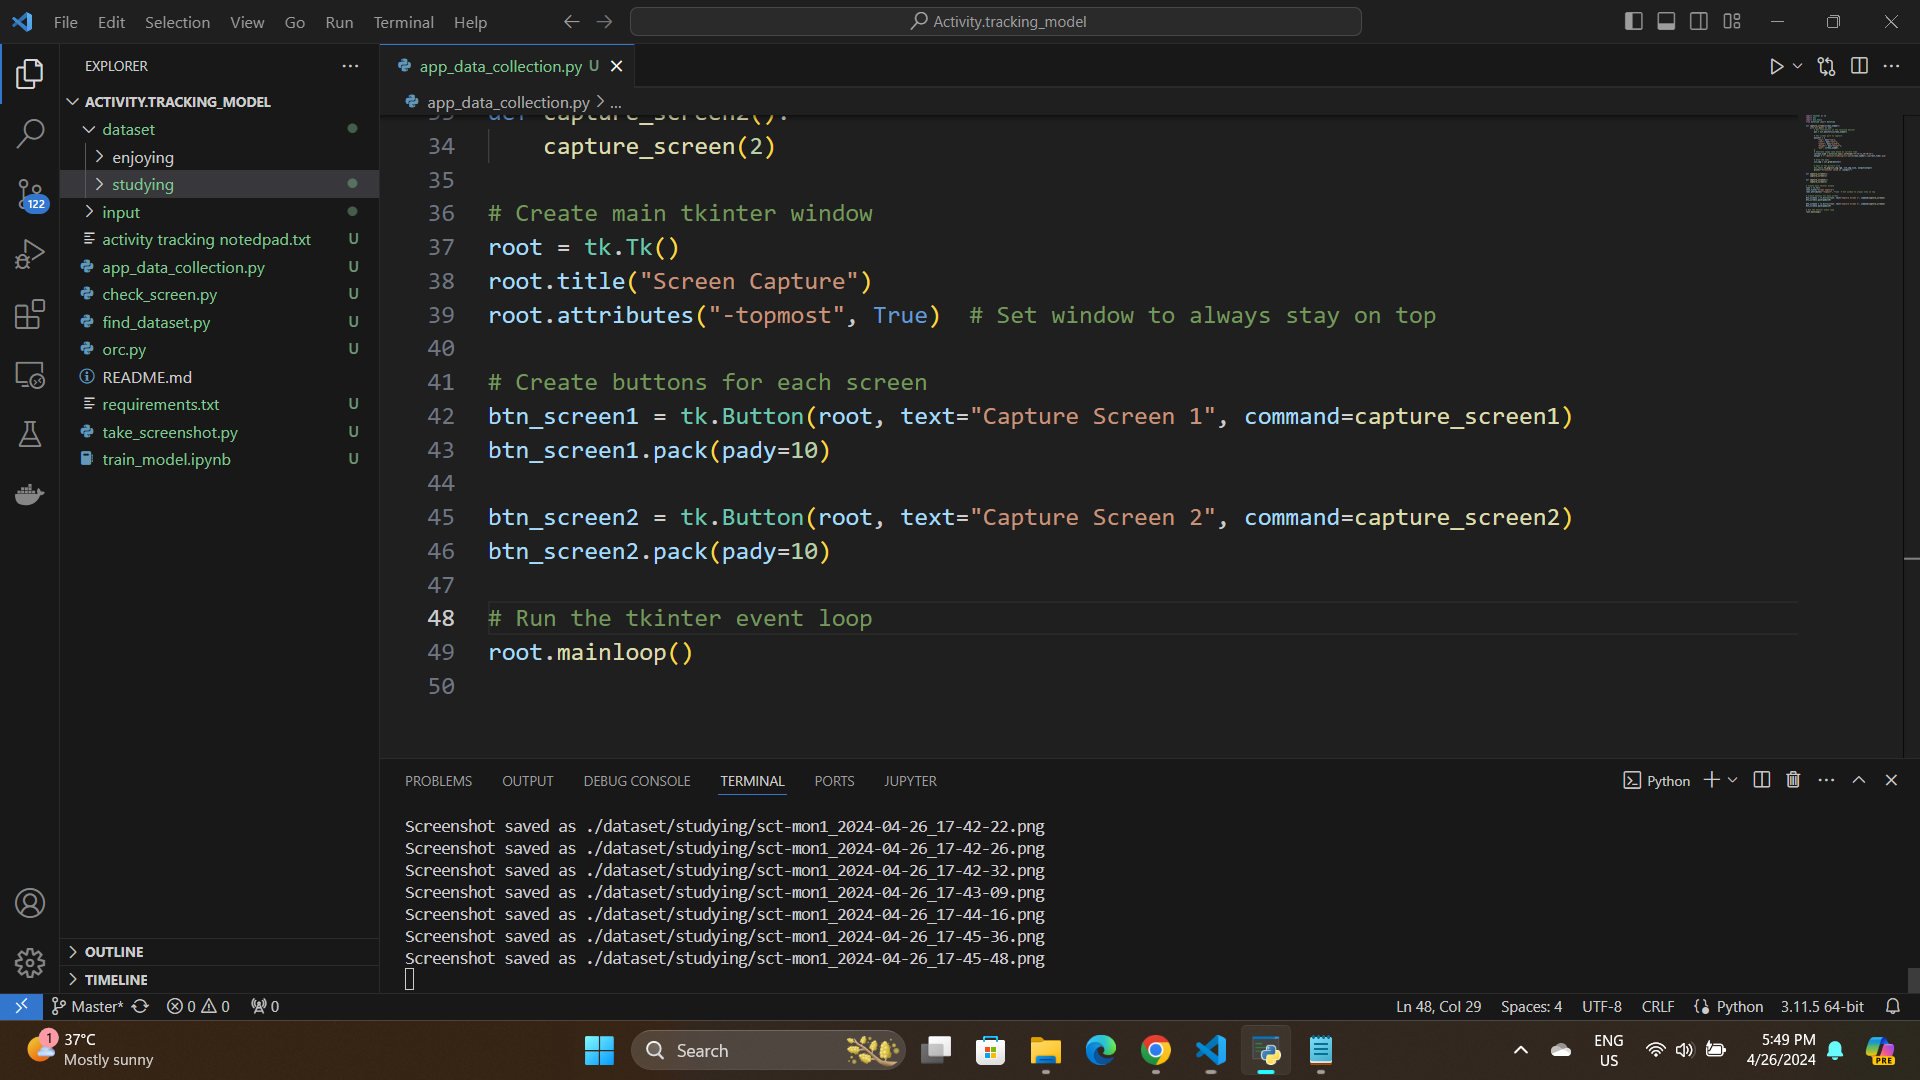 File Edit Selection View Go Run Terminal Help
Activity.tracking_model
EXPLORER
ACTIVITY.TRACKING_MODEL
dataset
enjoying
studying
input
activity tracking notedpad.txt U
app_data_collection.py U
check_screen.py U
find_dataset.py U
orc.py U
README.md
requirements.txt U
take_screenshot.py U
train_model.ipynb U
122
OUTLINE
TIMELINE
app_data_collection.py U
app_data_collection.py > ...
33 def capture_screen2():
34 capture_screen(2)
35
36 # Create main tkinter window
37 root = tk.Tk()
38 root.title("Screen Capture")
39 root.attributes("-topmost", True)  # Set window to always stay on top
40
41 # Create buttons for each screen
42 btn_screen1 = tk.Button(root, text="Capture Screen 1", command=capture_screen1)
43 btn_screen1.pack(pady=10)
44
45 btn_screen2 = tk.Button(root, text="Capture Screen 2", command=capture_screen2)
46 btn_screen2.pack(pady=10)
47
48 # Run the tkinter event loop
49 root.mainloop()
50
PROBLEMS OUTPUT DEBUG CONSOLE TERMINAL PORTS JUPYTER
Python
Screenshot saved as ./dataset/studying/sct-mon1_2024-04-26_17-42-22.png
Screenshot saved as ./dataset/studying/sct-mon1_2024-04-26_17-42-26.png
Screenshot saved as ./dataset/studying/sct-mon1_2024-04-26_17-42-32.png
Screenshot saved as ./dataset/studying/sct-mon1_2024-04-26_17-43-09.png
Screenshot saved as ./dataset/studying/sct-mon1_2024-04-26_17-44-16.png
Screenshot saved as ./dataset/studying/sct-mon1_2024-04-26_17-45-36.png
Screenshot saved as ./dataset/studying/sct-mon1_2024-04-26_17-45-48.png
Master* 0 0 0
Ln 48, Col 29 Spaces: 4 UTF-8 CRLF Python 3.11.5 64-bit
1
37°C
Mostly sunny
Search
ENG
US
5:49 PM
4/26/2024
PRE